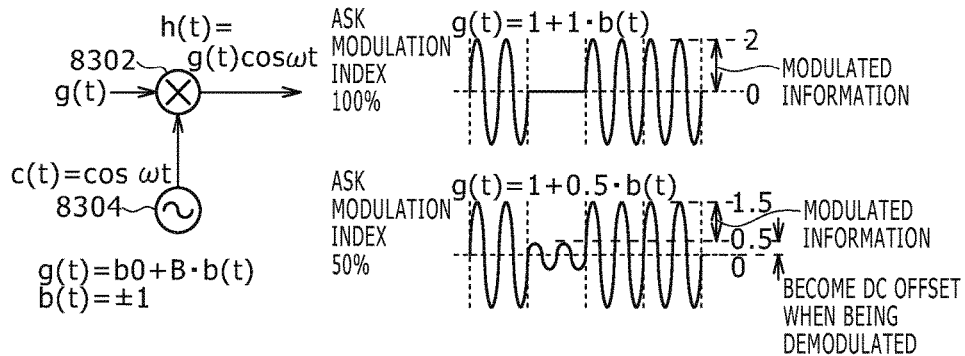 h(t)=
g(t)cosωt
8302
g(t)
c(t)=cos ωt
8304
g(t)=b0+B·b(t)
b(t)=±1
ASK
MODULATION
INDEX
100%
g(t)=1+1·b(t)
2
0
MODULATED
INFORMATION
ASK
MODULATION
INDEX
50%
g(t)=1+0.5·b(t)
1.5
0.5
0
MODULATED
INFORMATION
BECOME DC OFFSET
WHEN BEING
DEMODULATED